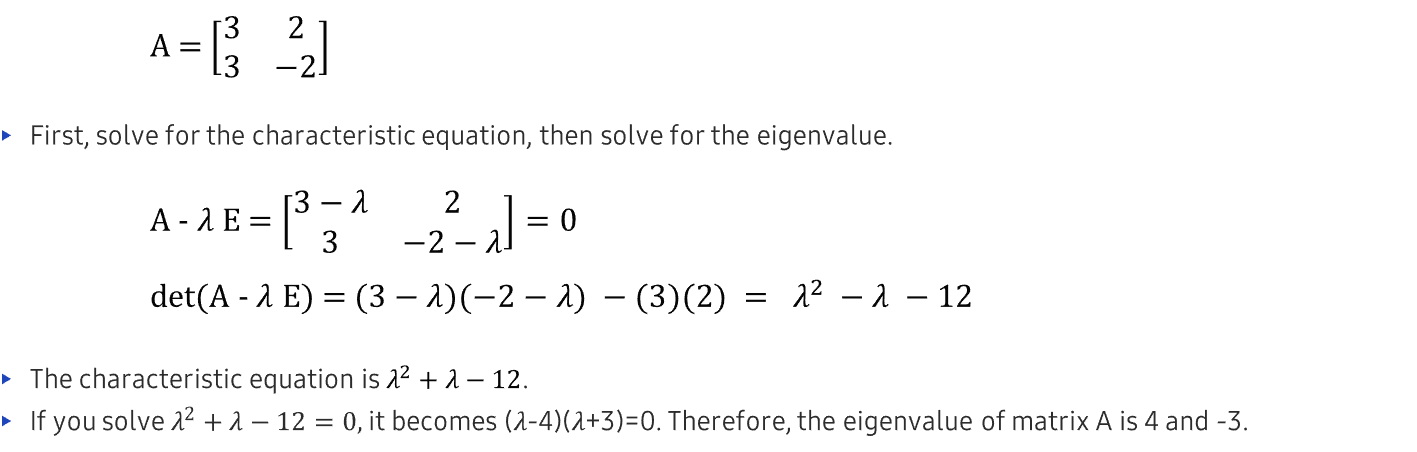 A = [3 2
3 −2]
▸ First, solve for the characteristic equation, then solve for the eigenvalue.
A - λ E = [3 − λ 2
3 −2 − λ] = 0
det(A - λ E) = (3 − λ)(−2 − λ) − (3)(2) = λ² − λ − 12
▸ The characteristic equation is λ² + λ − 12.
▸ If you solve λ² + λ − 12 = 0, it becomes (λ-4)(λ+3)=0. Therefore, the eigenvalue of matrix A is 4 and -3.